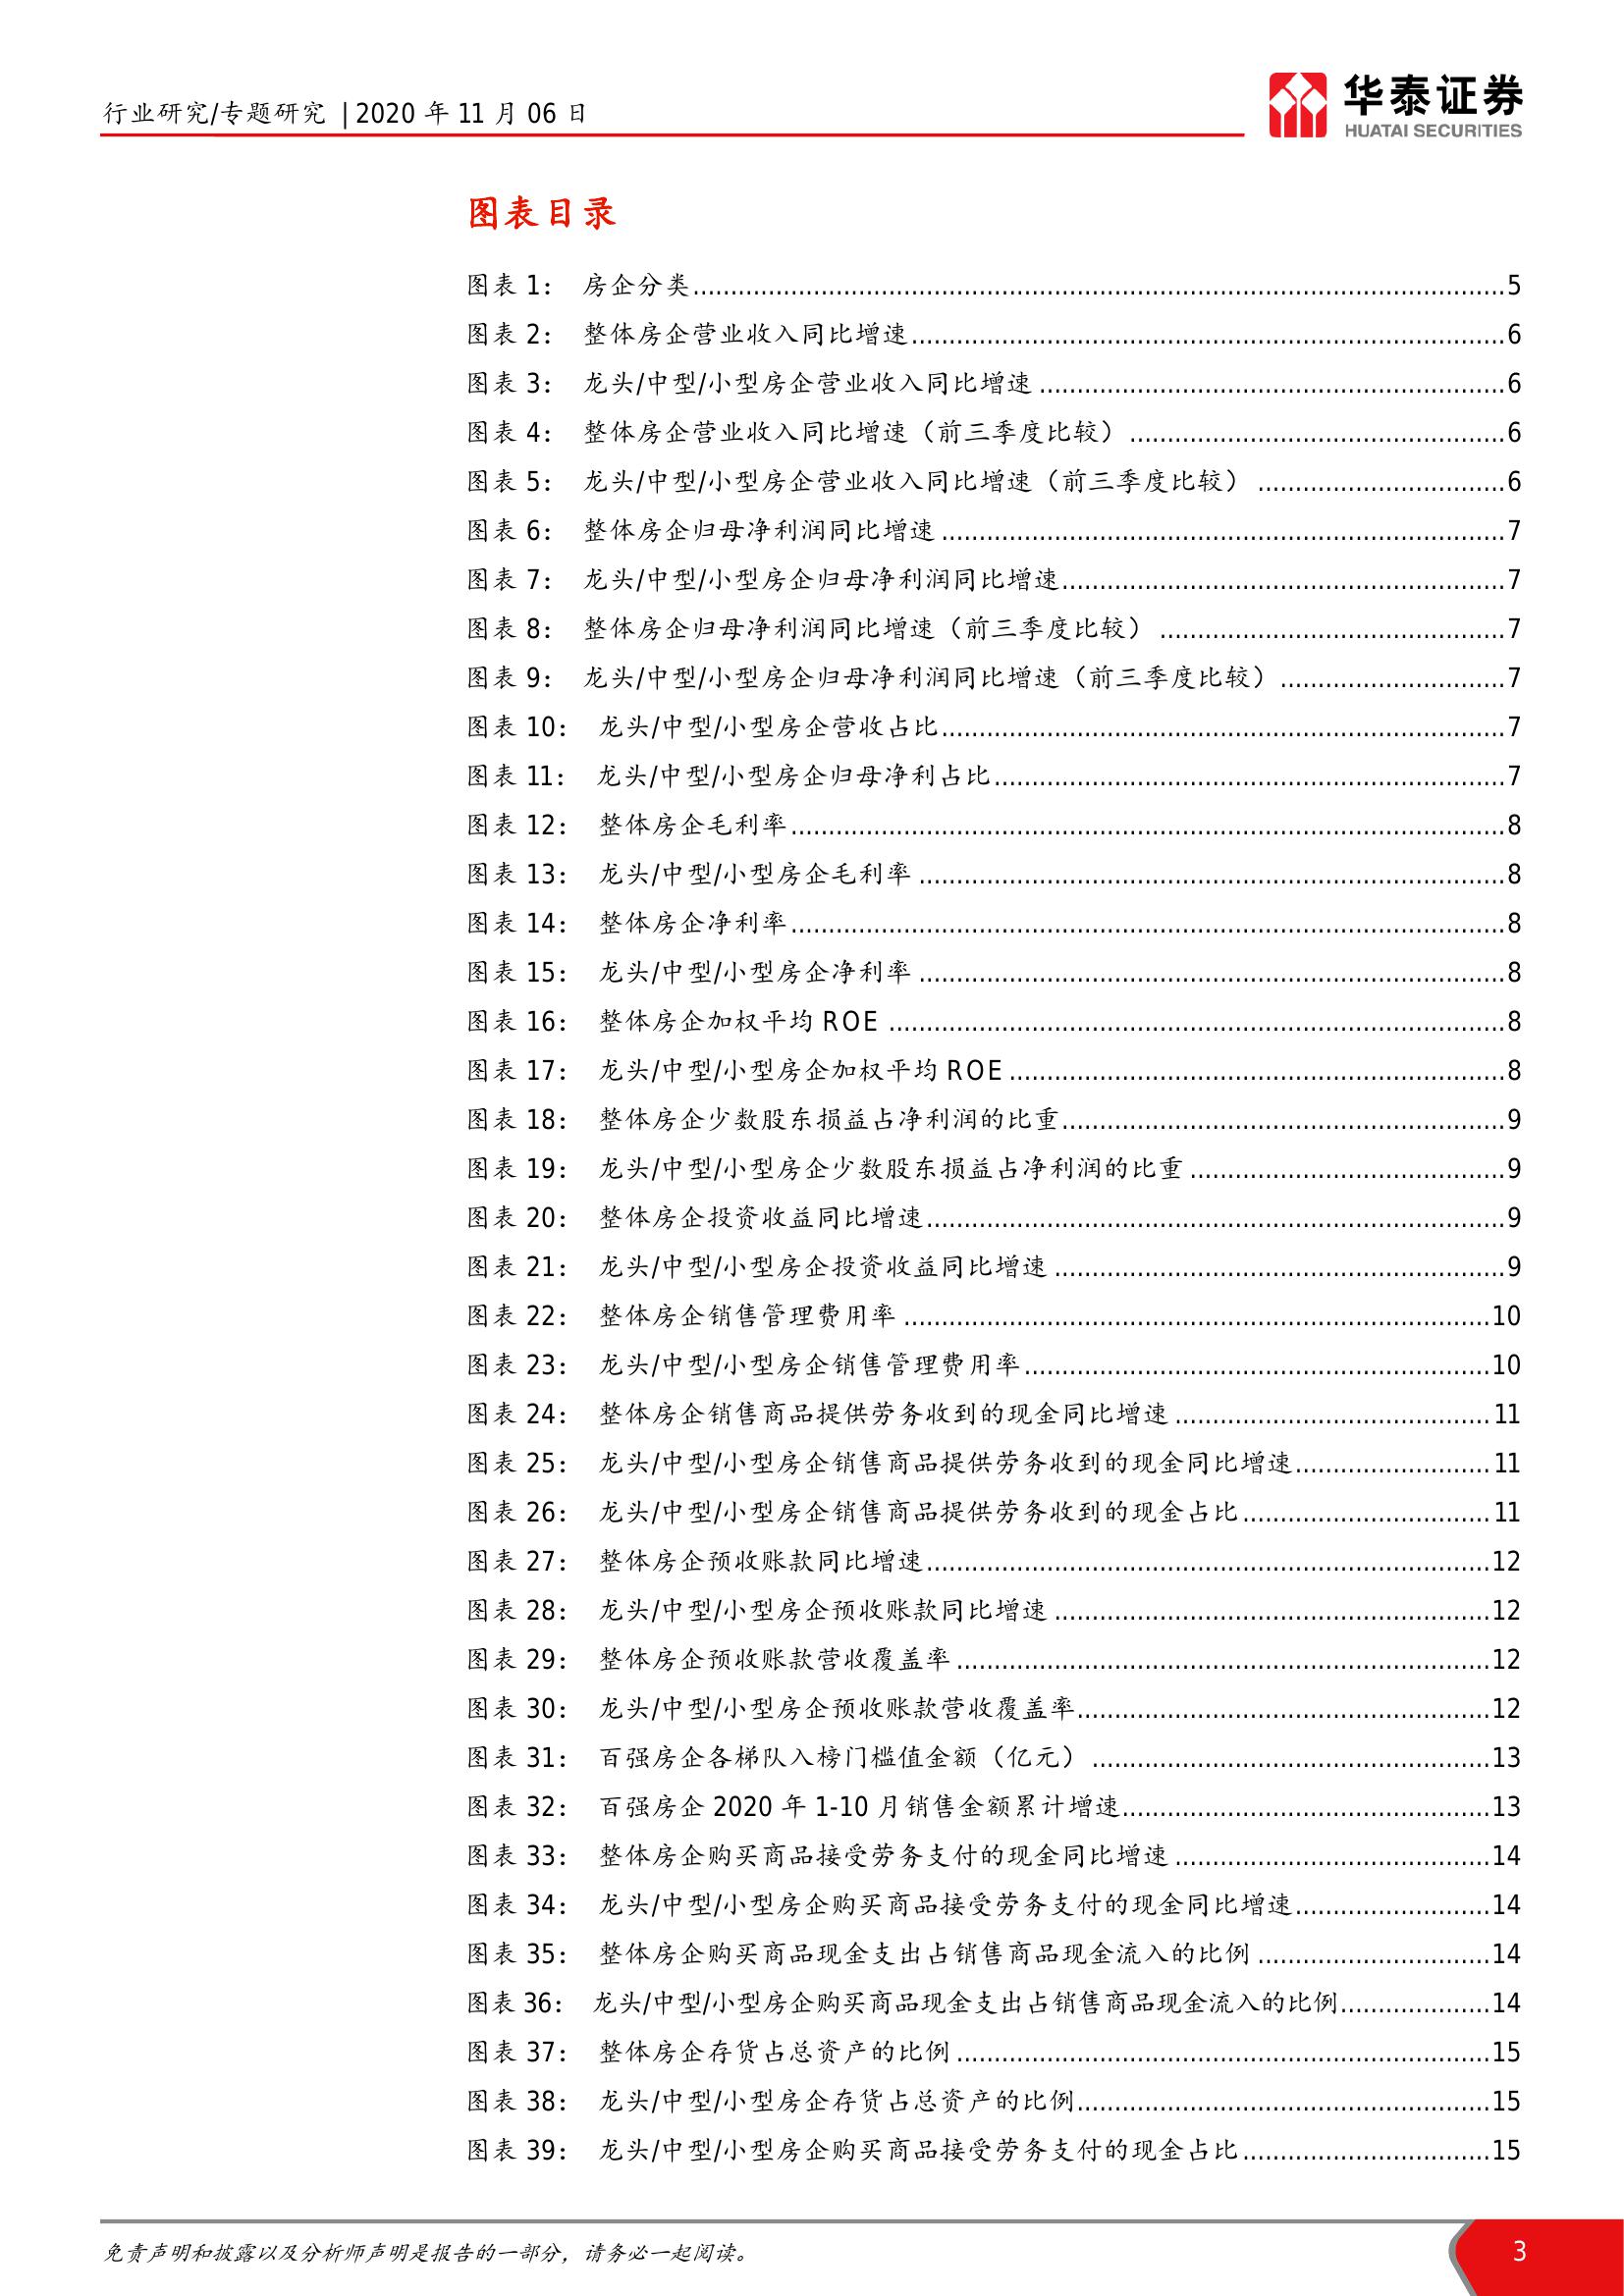 行业研究/专题研究 | 2020 年 11 月 06 日
华泰证券
HUATAI SECURITIES
图表目录
图表 1： 房企分类....................5
图表 2： 整体房企营业收入同比增速....................6
图表 3： 龙头/中型/小型房企营业收入同比增速....................6
图表 4： 整体房企营业收入同比增速（前三季度比较）....................6
图表 5： 龙头/中型/小型房企营业收入同比增速（前三季度比较）....................6
图表 6： 整体房企归母净利润同比增速....................7
图表 7： 龙头/中型/小型房企归母净利润同比增速....................7
图表 8： 整体房企归母净利润同比增速（前三季度比较）....................7
图表 9： 龙头/中型/小型房企归母净利润同比增速（前三季度比较）....................7
图表 10： 龙头/中型/小型房企营收占比....................7
图表 11： 龙头/中型/小型房企归母净利占比....................7
图表 12： 整体房企毛利率....................8
图表 13： 龙头/中型/小型房企毛利率....................8
图表 14： 整体房企净利率....................8
图表 15： 龙头/中型/小型房企净利率....................8
图表 16： 整体房企加权平均 ROE....................8
图表 17： 龙头/中型/小型房企加权平均 ROE....................8
图表 18： 整体房企少数股东损益占净利润的比重....................9
图表 19： 龙头/中型/小型房企少数股东损益占净利润的比重....................9
图表 20： 整体房企投资收益同比增速....................9
图表 21： 龙头/中型/小型房企投资收益同比增速....................9
图表 22： 整体房企销售管理费用率....................10
图表 23： 龙头/中型/小型房企销售管理费用率....................10
图表 24： 整体房企销售商品提供劳务收到的现金同比增速....................11
图表 25： 龙头/中型/小型房企销售商品提供劳务收到的现金同比增速....................11
图表 26： 龙头/中型/小型房企销售商品提供劳务收到的现金占比....................11
图表 27： 整体房企预收账款同比增速....................12
图表 28： 龙头/中型/小型房企预收账款同比增速....................12
图表 29： 整体房企预收账款营收覆盖率....................12
图表 30： 龙头/中型/小型房企预收账款营收覆盖率....................12
图表 31： 百强房企各梯队入榜门槛值金额（亿元）....................13
图表 32： 百强房企 2020 年 1-10 月销售金额累计增速....................13
图表 33： 整体房企购买商品接受劳务支付的现金同比增速....................14
图表 34： 龙头/中型/小型房企购买商品接受劳务支付的现金同比增速....................14
图表 35： 整体房企购买商品现金支出占销售商品现金流入的比例....................14
图表 36： 龙头/中型/小型房企购买商品现金支出占销售商品现金流入的比例....................14
图表 37： 整体房企存货占总资产的比例....................15
图表 38： 龙头/中型/小型房企存货占总资产的比例....................15
图表 39： 龙头/中型/小型房企购买商品接受劳务支付的现金占比....................15
免责声明和披露以及分析师声明是报告的一部分，请务必一起阅读。
3